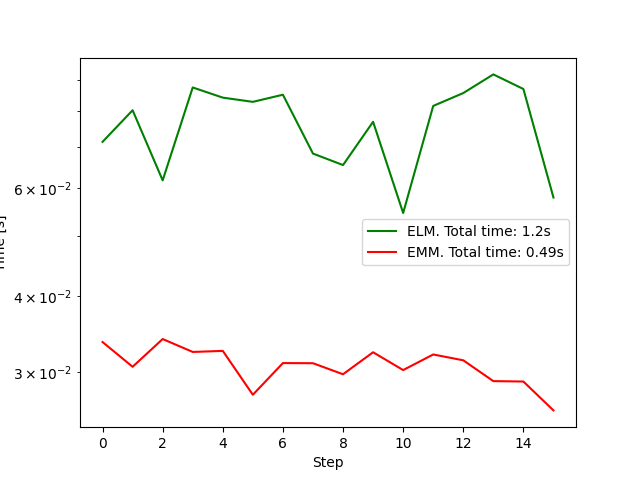 6 × 10⁻²
4 × 10⁻²
3 × 10⁻²
Time [s]
ELM. Total time: 1.2s
EMM. Total time: 0.49s
0 2 4 6 8 10 12 14
Step